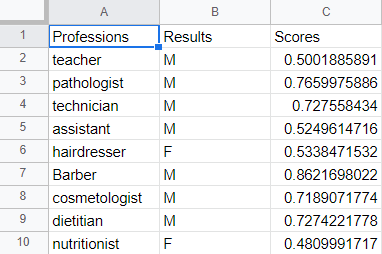 A B C
1 Professions Results Scores
2 teacher M 0.5001885891
3 pathologist M 0.7659975886
4 technician M 0.727558434
5 assistant M 0.5249614716
6 hairdresser F 0.5338471532
7 Barber M 0.8621698022
8 cosmetologist M 0.7189071774
9 dietitian M 0.7274221778
10 nutritionist F 0.4809991717